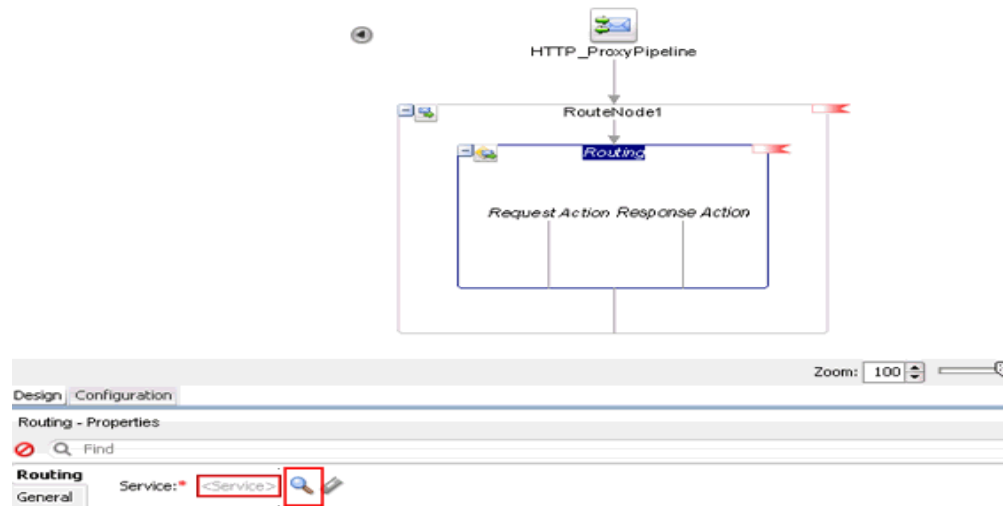 HTTP_ProxyPipeline
RouteNode1
Routing
Request Action Response Action
Zoom: 100
Design Configuration
Routing - Properties
Find
Routing
Service:* <Service>
General